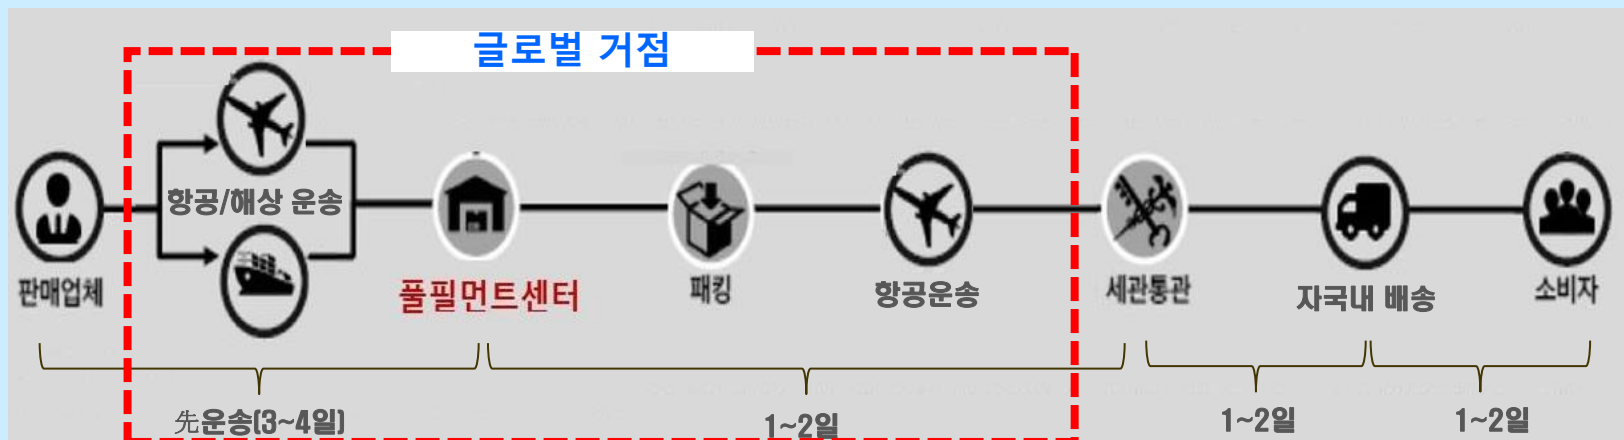 글로벌 거점
항공/해상 운송
판매업체
풀필먼트센터
패킹
항공운송
세관통관
자국내 배송
소비자
先운송(3~4일)
1~2일
1~2일
1~2일